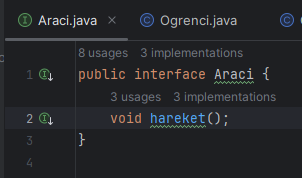 Araci.java × Ogrenci.java
8 usages 3 implementations
1 public interface Araci {
3 usages 3 implementations
2 void hareket();
3 }
4